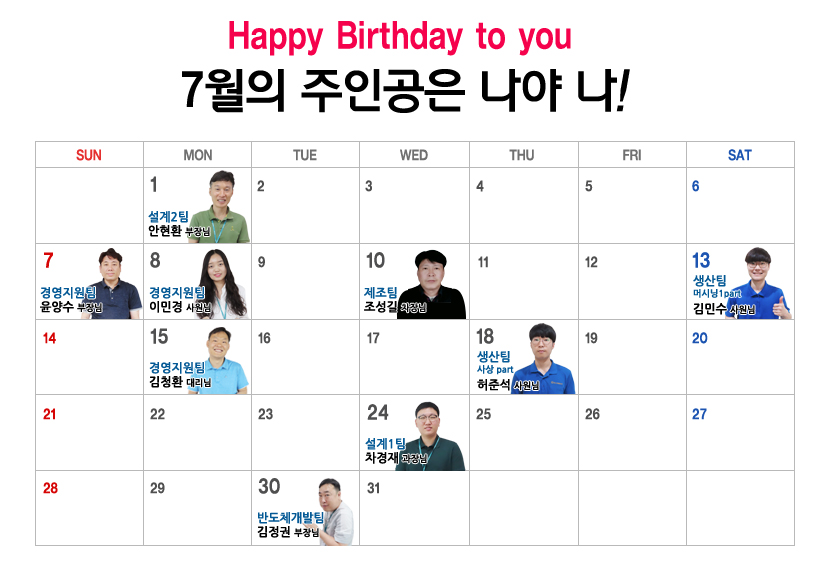 Happy Birthday to you
7월의 주인공은 나야 나!
SUN MON TUE WED THU FRI SAT
1 2 3 4 5 6
설계2팀
안현환 부장님
7 8 9 10 11 12 13
경영지원팀 경영지원팀 제조팀 생산팀
머시닝1part
윤양수 부장님 이민경 사원님 조성길 차장님 김민수 사원님
14 15 16 17 18 19 20
경영지원팀 생산팀
사상 part
김청환 대리님 허준석 사원님
21 22 23 24 25 26 27
설계1팀
차경재 과장님
28 29 30 31
반도체개발팀
김정권 부장님